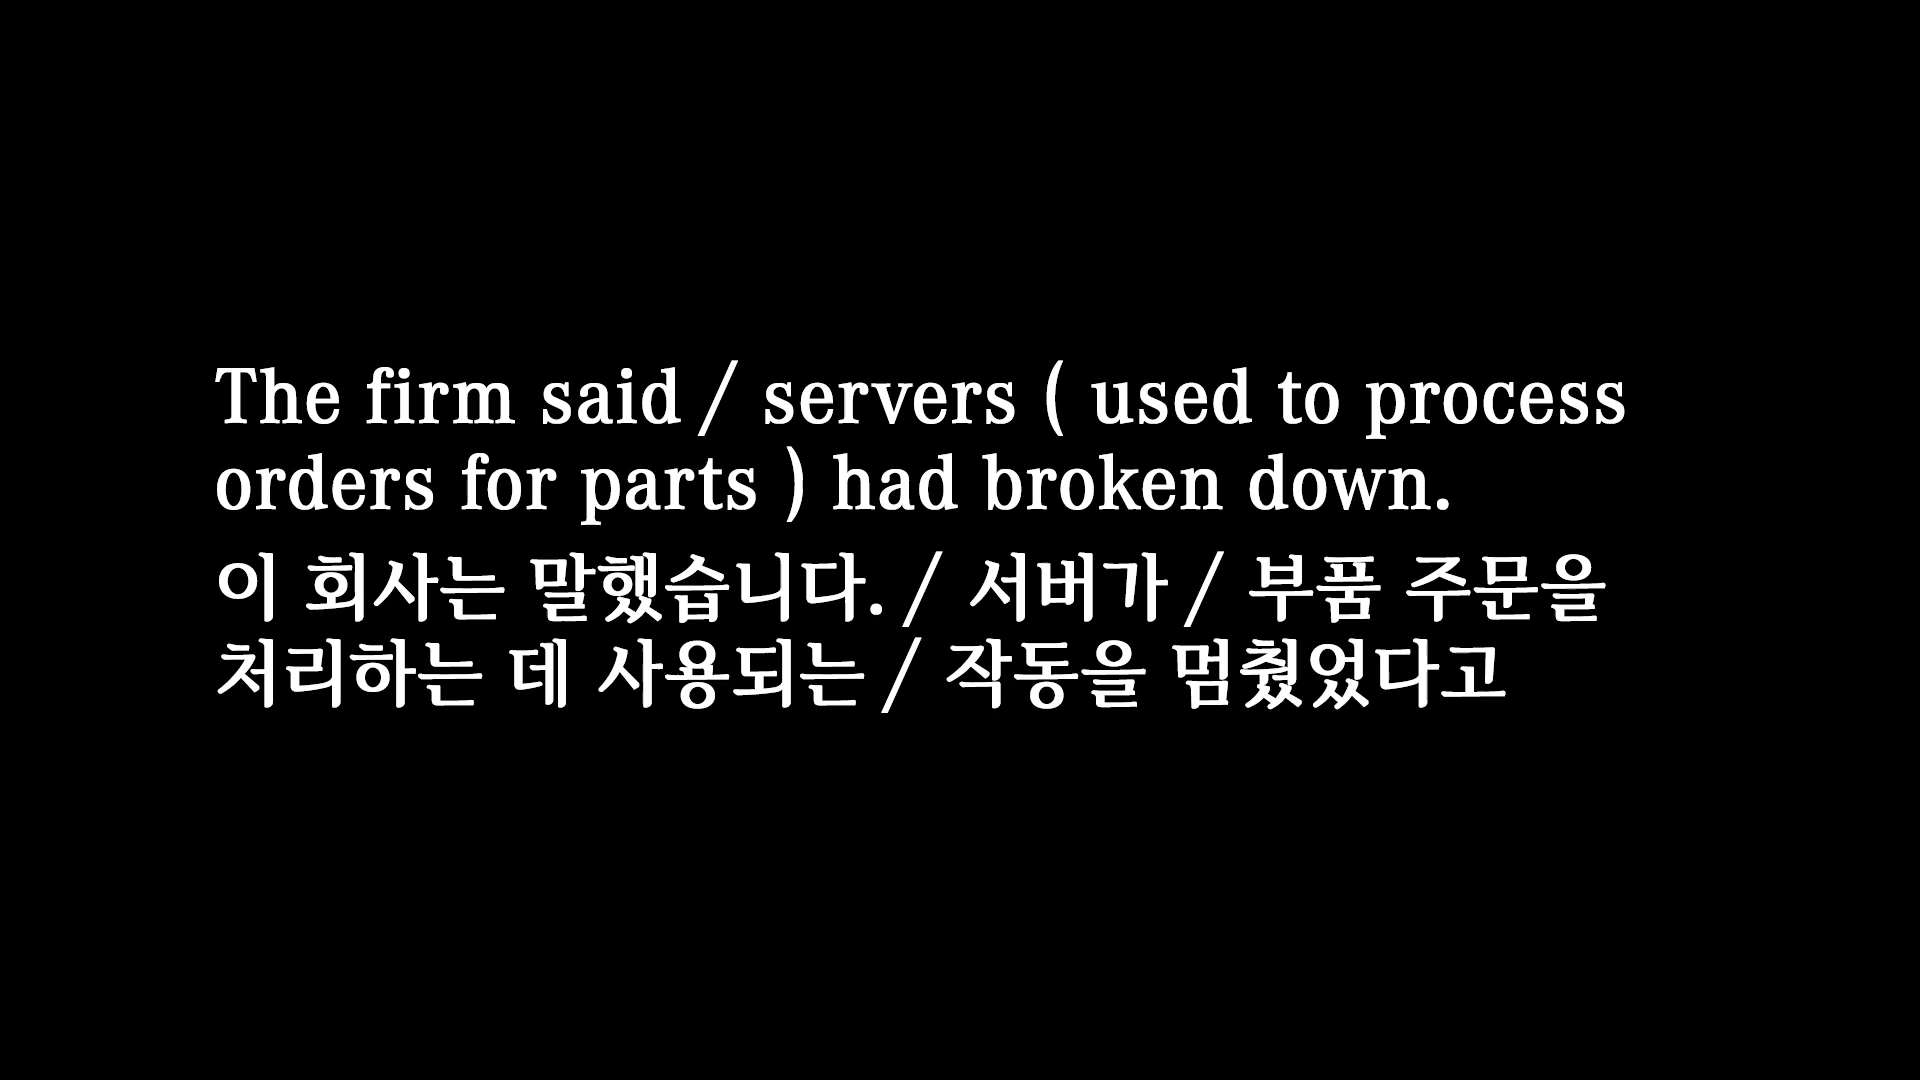 The firm said / servers ( used to process
orders for parts ) had broken down.
이 회사는 말했습니다. / 서버가 / 부품 주문을
처리하는 데 사용되는 / 작동을 멈췄었다고